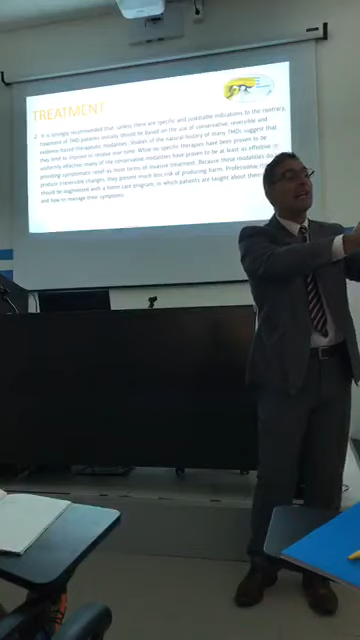 TREATMENT
It is strongly recommended that, unless there are specific and justifiable indications to the contrary,
treatment of TMD patients initially should be based on the use of conservative, reversible and
evidence-based therapeutic modalities. Studies of the natural history of many TMDs suggest that
they tend to improve or resolve over time. While no specific therapies have been proven to be
uniformly effective, many of the conservative modalities have proven to be at least as effective in
providing symptomatic relief as most forms of invasive treatment. Because those modalities do
produce irreversible changes, they present much less risk of producing harm. Professional
should be augmented with a home care program, in which patients are taught about their
and how to manage their symptoms.